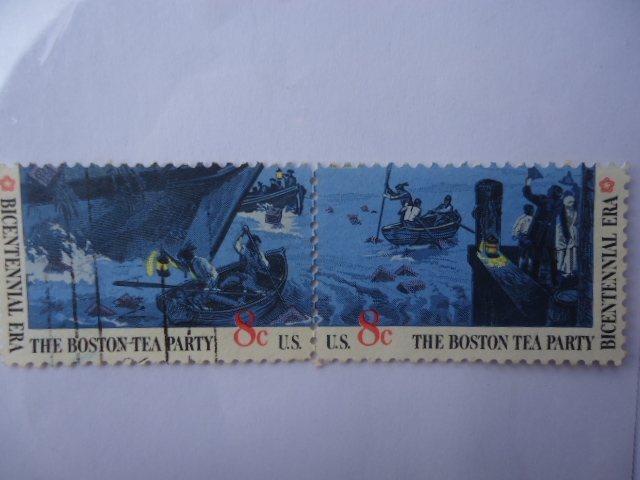 BICENTENNIAL ERA
THE BOSTON TEA PARTY 8c U.S.
U.S. 8c THE BOSTON TEA PARTY
BICENTENNIAL ERA